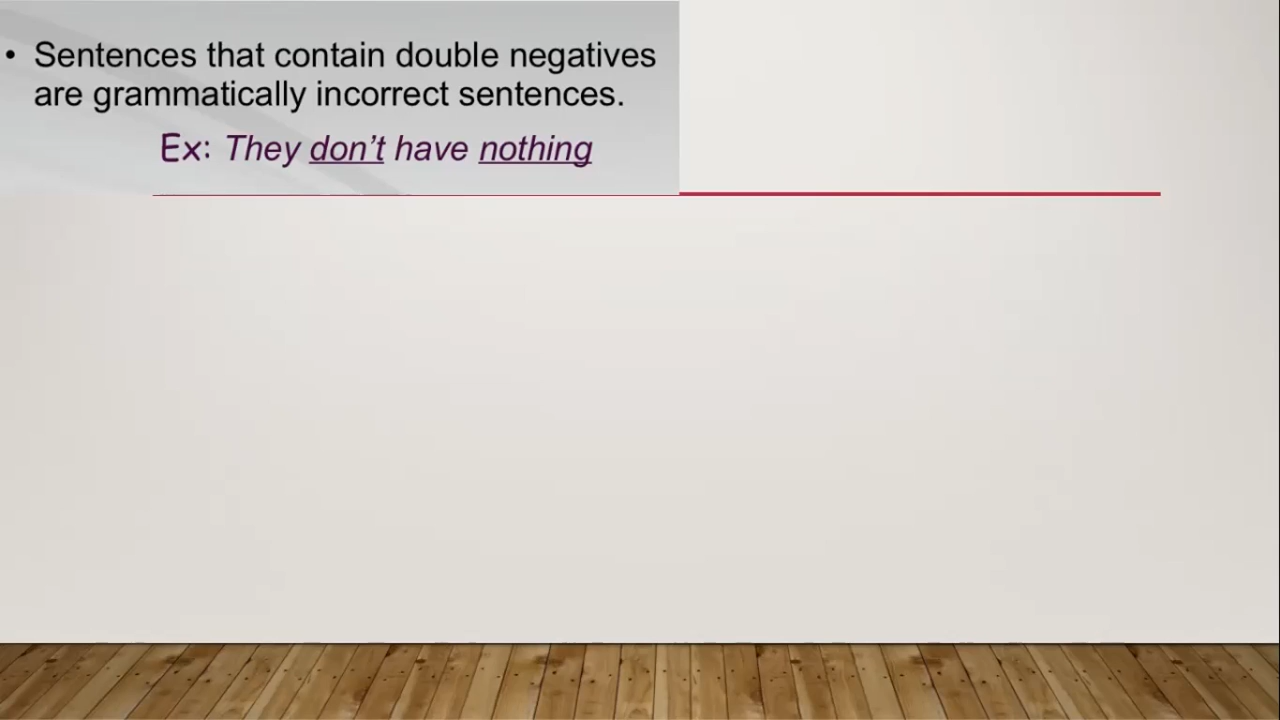 • Sentences that contain double negatives
are grammatically incorrect sentences.
Ex: They don't have nothing